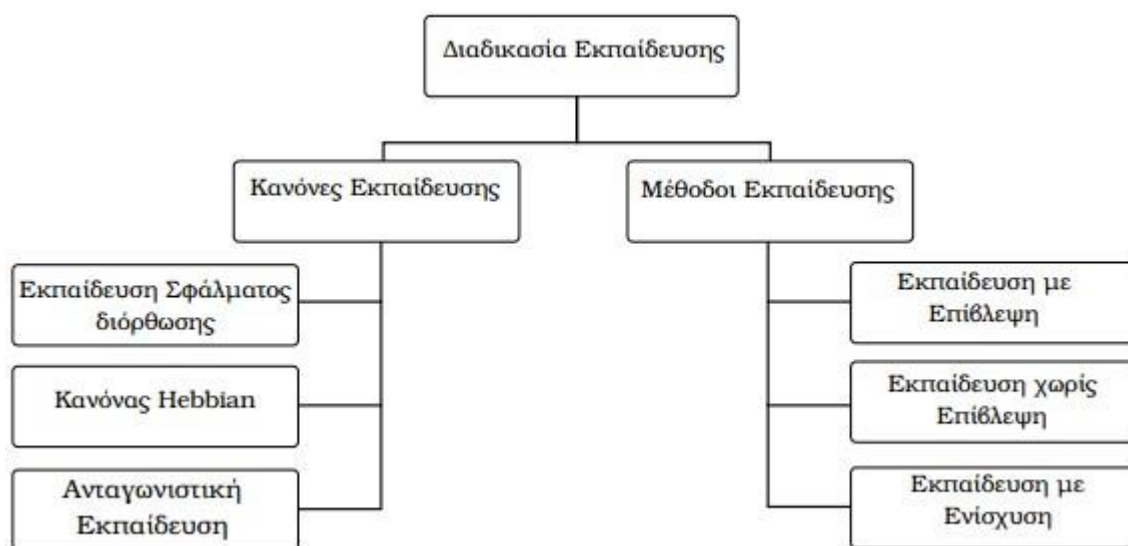 Διαδικασία Εκπαίδευσης
Κανόνες Εκπαίδευσης
Μέθοδοι Εκπαίδευσης
Εκπαίδευση Σφάλματος
διόρθωσης
Κανόνας Hebbian
Ανταγωνιστική
Εκπαίδευση
Εκπαίδευση με
Επίβλεψη
Εκπαίδευση χωρίς
Επίβλεψη
Εκπαίδευση με
Ενίσχυση